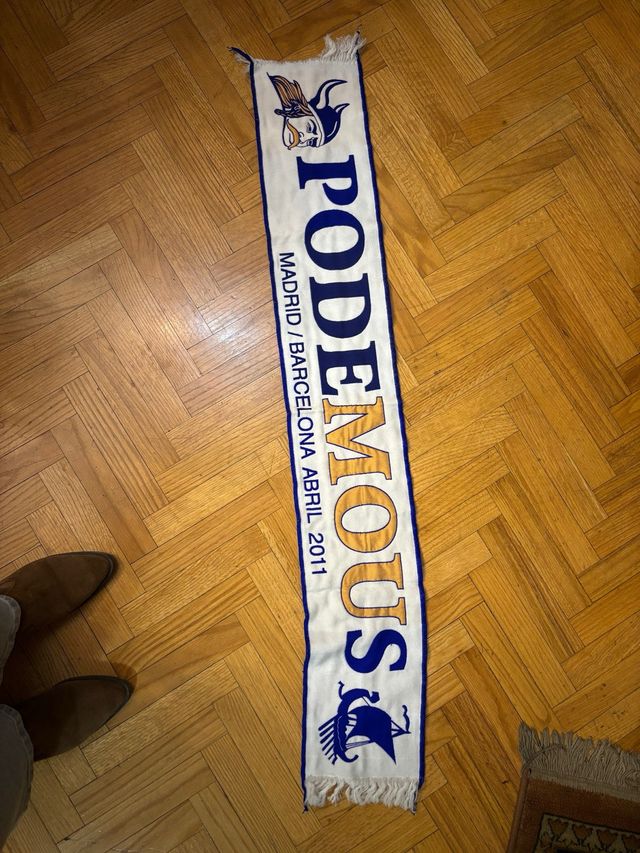 PODEMOUS
MADRID / BARCELONA ABRIL 2011